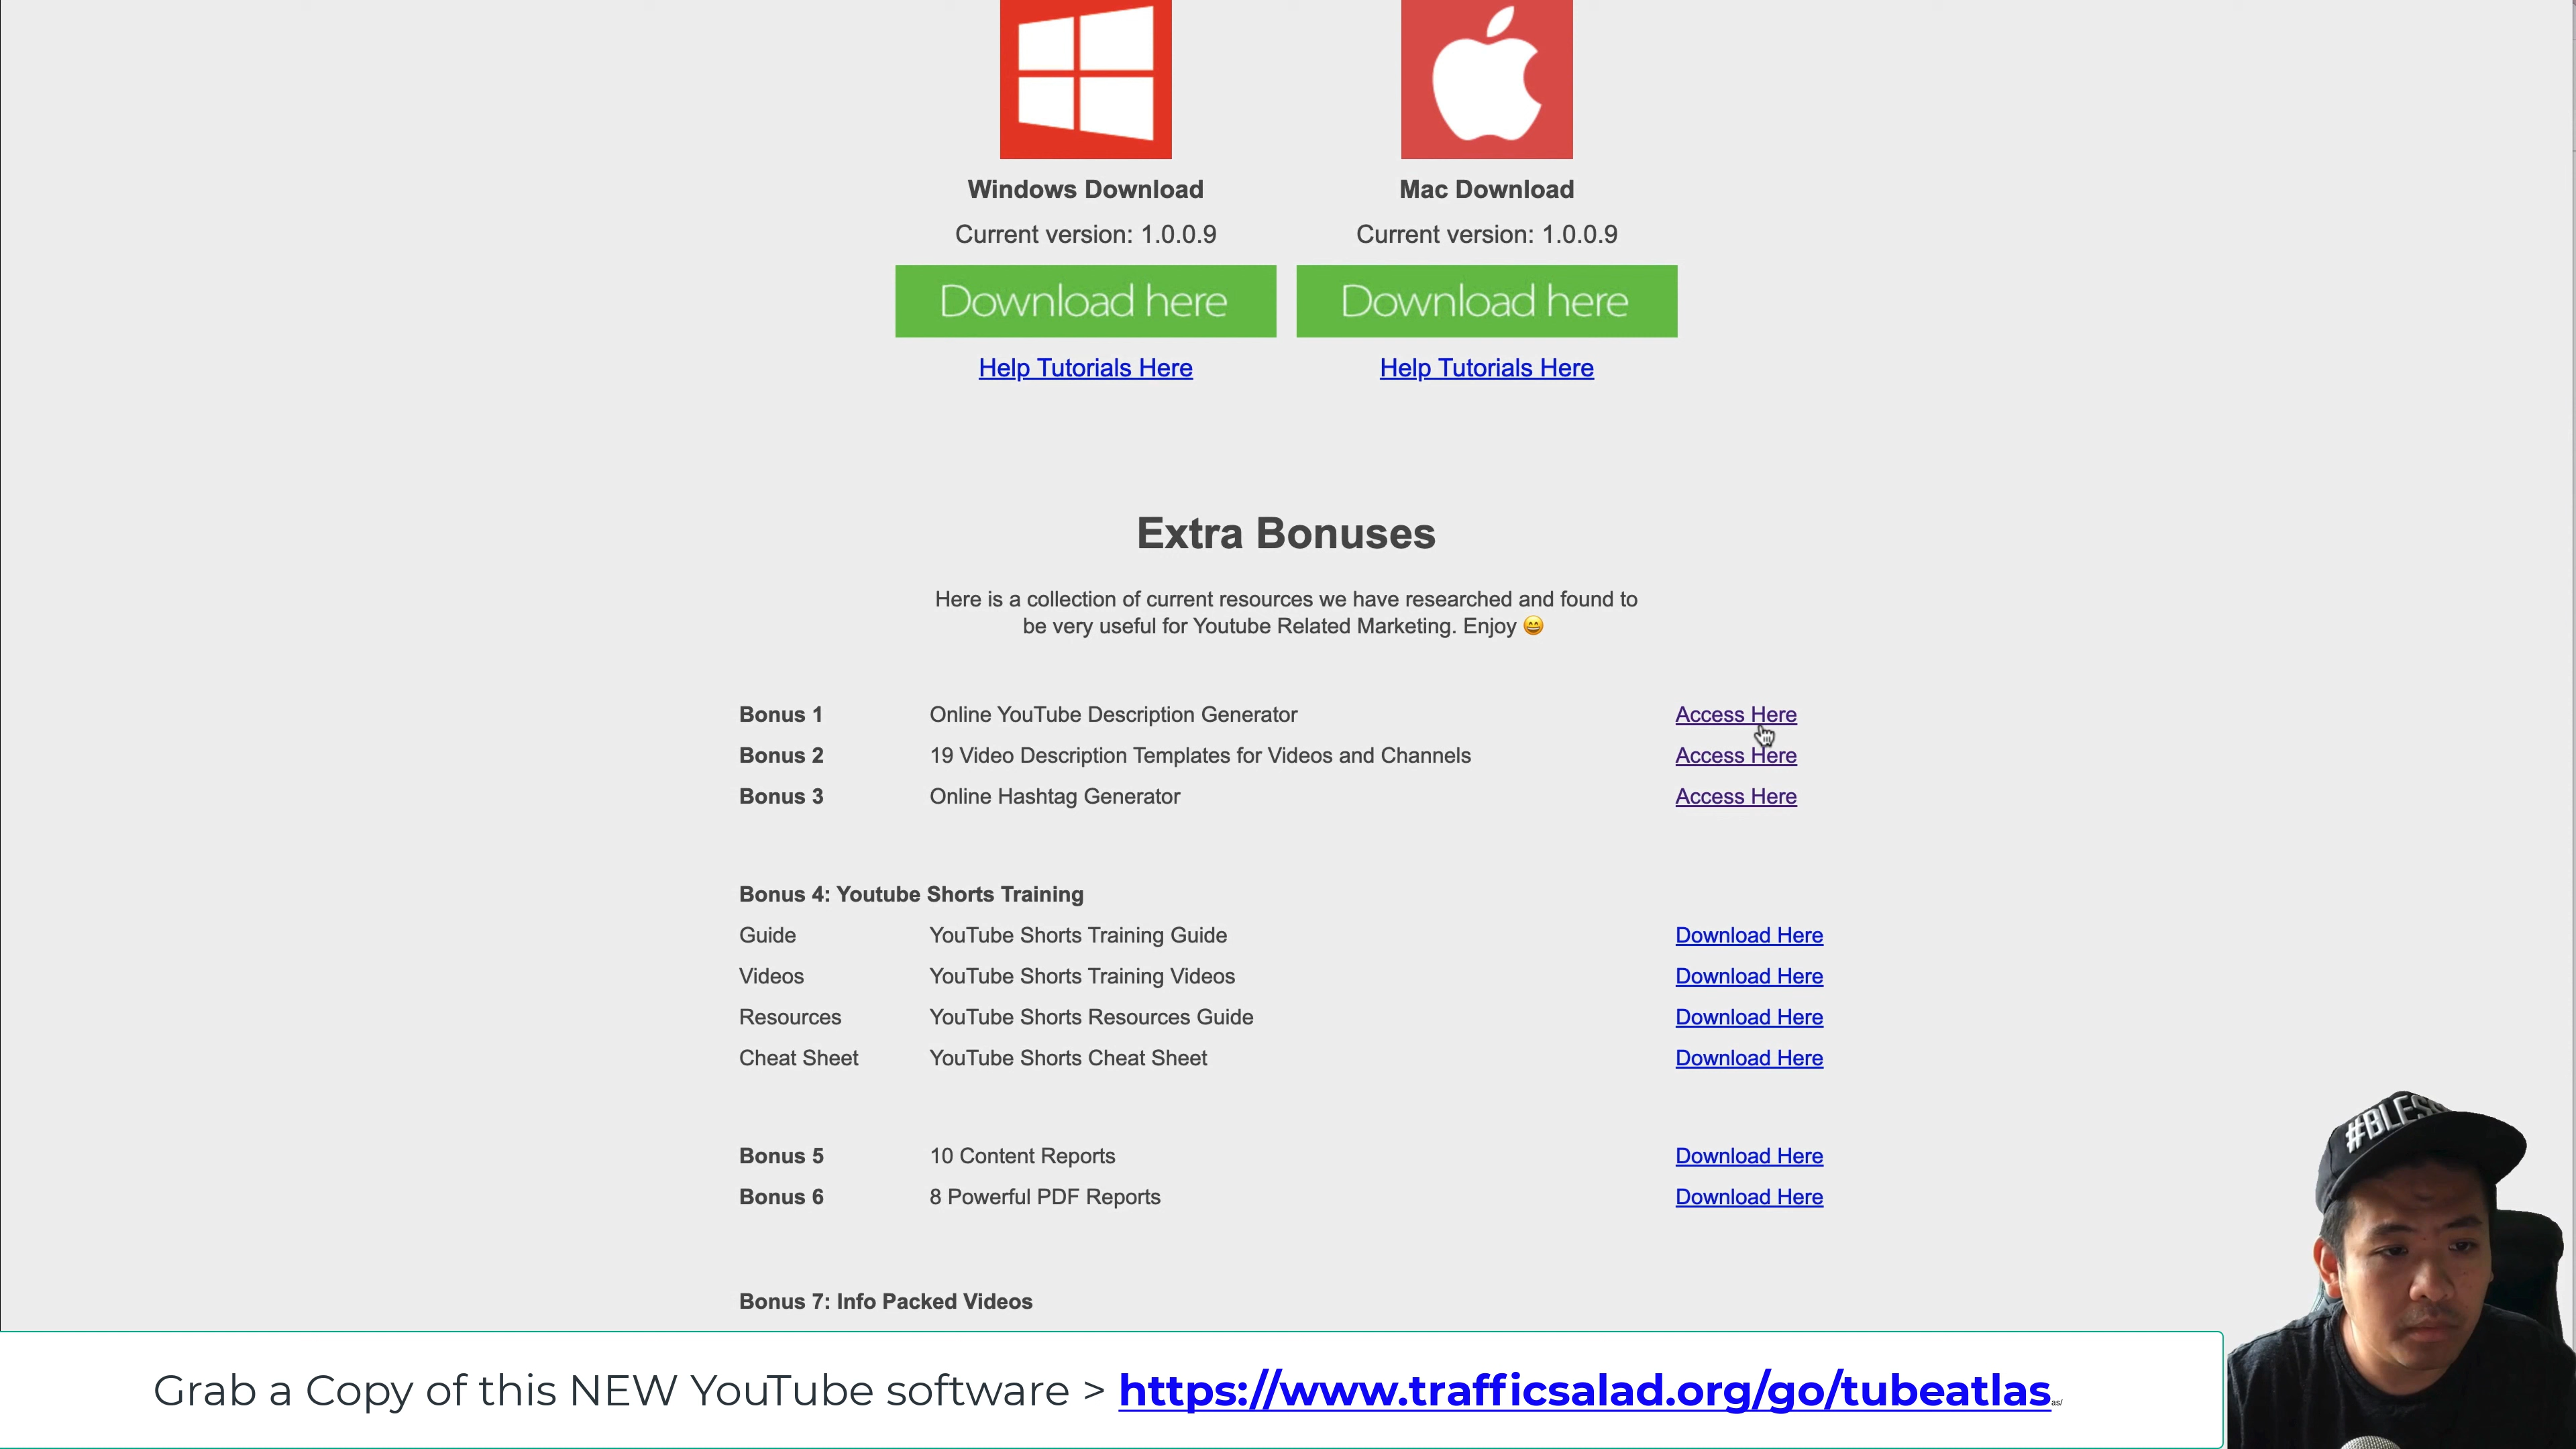 Windows Download
Mac Download
Current version: 1.0.0.9
Current version: 1.0.0.9
Download here
Download here
Help Tutorials Here
Help Tutorials Here
Extra Bonuses
Here is a collection of current resources we have researched and found to
be very useful for Youtube Related Marketing. Enjoy 😄
Bonus 1 Online YouTube Description Generator Access Here
Bonus 2 19 Video Description Templates for Videos and Channels Access Here
Bonus 3 Online Hashtag Generator Access Here
Bonus 4: Youtube Shorts Training
Guide YouTube Shorts Training Guide Download Here
Videos YouTube Shorts Training Videos Download Here
Resources YouTube Shorts Resources Guide Download Here
Cheat Sheet YouTube Shorts Cheat Sheet Download Here
Bonus 5 10 Content Reports Download Here
Bonus 6 8 Powerful PDF Reports Download Here
Bonus 7: Info Packed Videos
#BLES
Grab a Copy of this NEW YouTube software > https://www.trafficsalad.org/go/tubeatlas as/